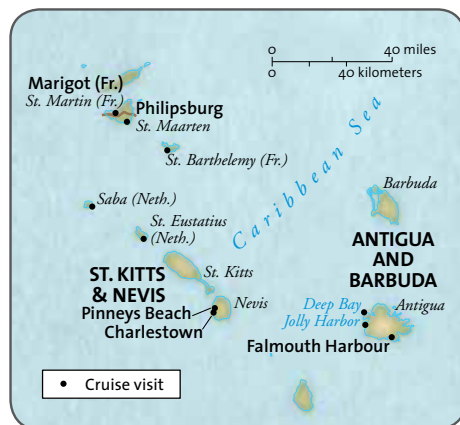 0 40 miles
0 40 kilometers
Marigot (Fr.)
St. Martin (Fr.)
Philipsburg
St. Maarten
St. Barthelemy (Fr.)
Caribbean Sea
Saba (Neth.)
St. Eustatius
(Neth.)
Barbuda
ANTIGUA
AND
BARBUDA
ST. KITTS
& NEVIS
St. Kitts
Nevis
Pinneys Beach
Charlestown
Deep Bay
Antigua
Jolly Harbor
Falmouth Harbour
Cruise visit